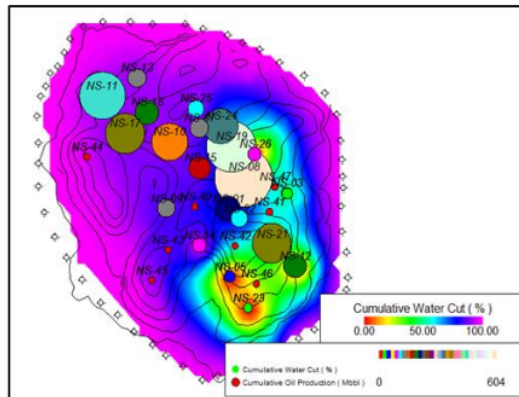 NS-13
NS-11
NS-25
NS-24
NS-17
NS-10
NS-19
NS-26
NS-44
NS-15
NS-08
NS-47
NS-03
NS-41
NS-14
NS-42
NS-21
NS-43
NS-12
NS-45
NS-05
NS-46
NS-23
Cumulative Water Cut ( % )
0.00 50.00 100.00
Cumulative Water Cut ( % )
Cumulative Oil Production ( Mbbl )
0 604